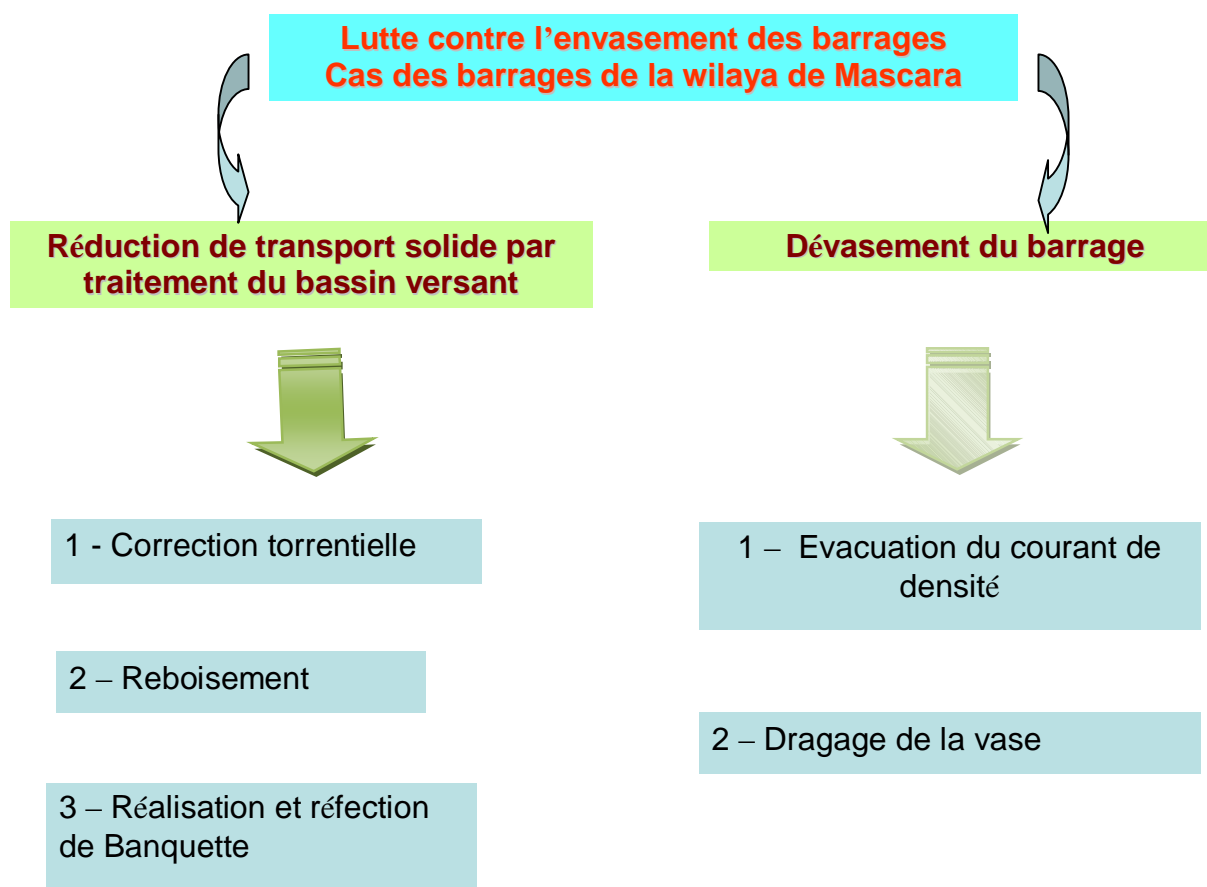 Lutte contre l’envasement des barrages
Cas des barrages de la wilaya de Mascara
Réduction de transport solide par
traitement du bassin versant
1 - Correction torrentielle
2 – Reboisement
3 – Réalisation et réfection
de Banquette
Dévasement du barrage
1 – Evacuation du courant de
densité
2 – Dragage de la vase